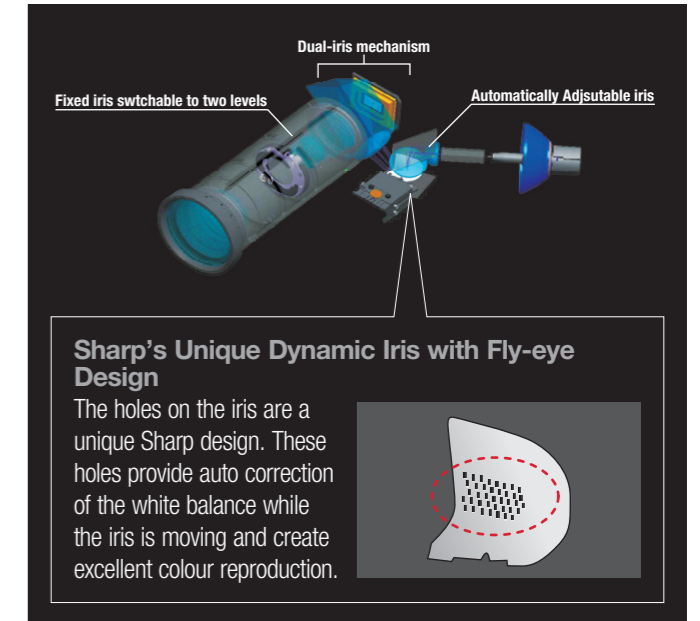 Dual-iris mechanism
Fixed iris swtchable to two levels
Automatically Adjsutable iris
Sharp's Unique Dynamic Iris with Fly-eye
Design
The holes on the iris are a
unique Sharp design. These
holes provide auto correction
of the white balance while
the iris is moving and create
excellent colour reproduction.